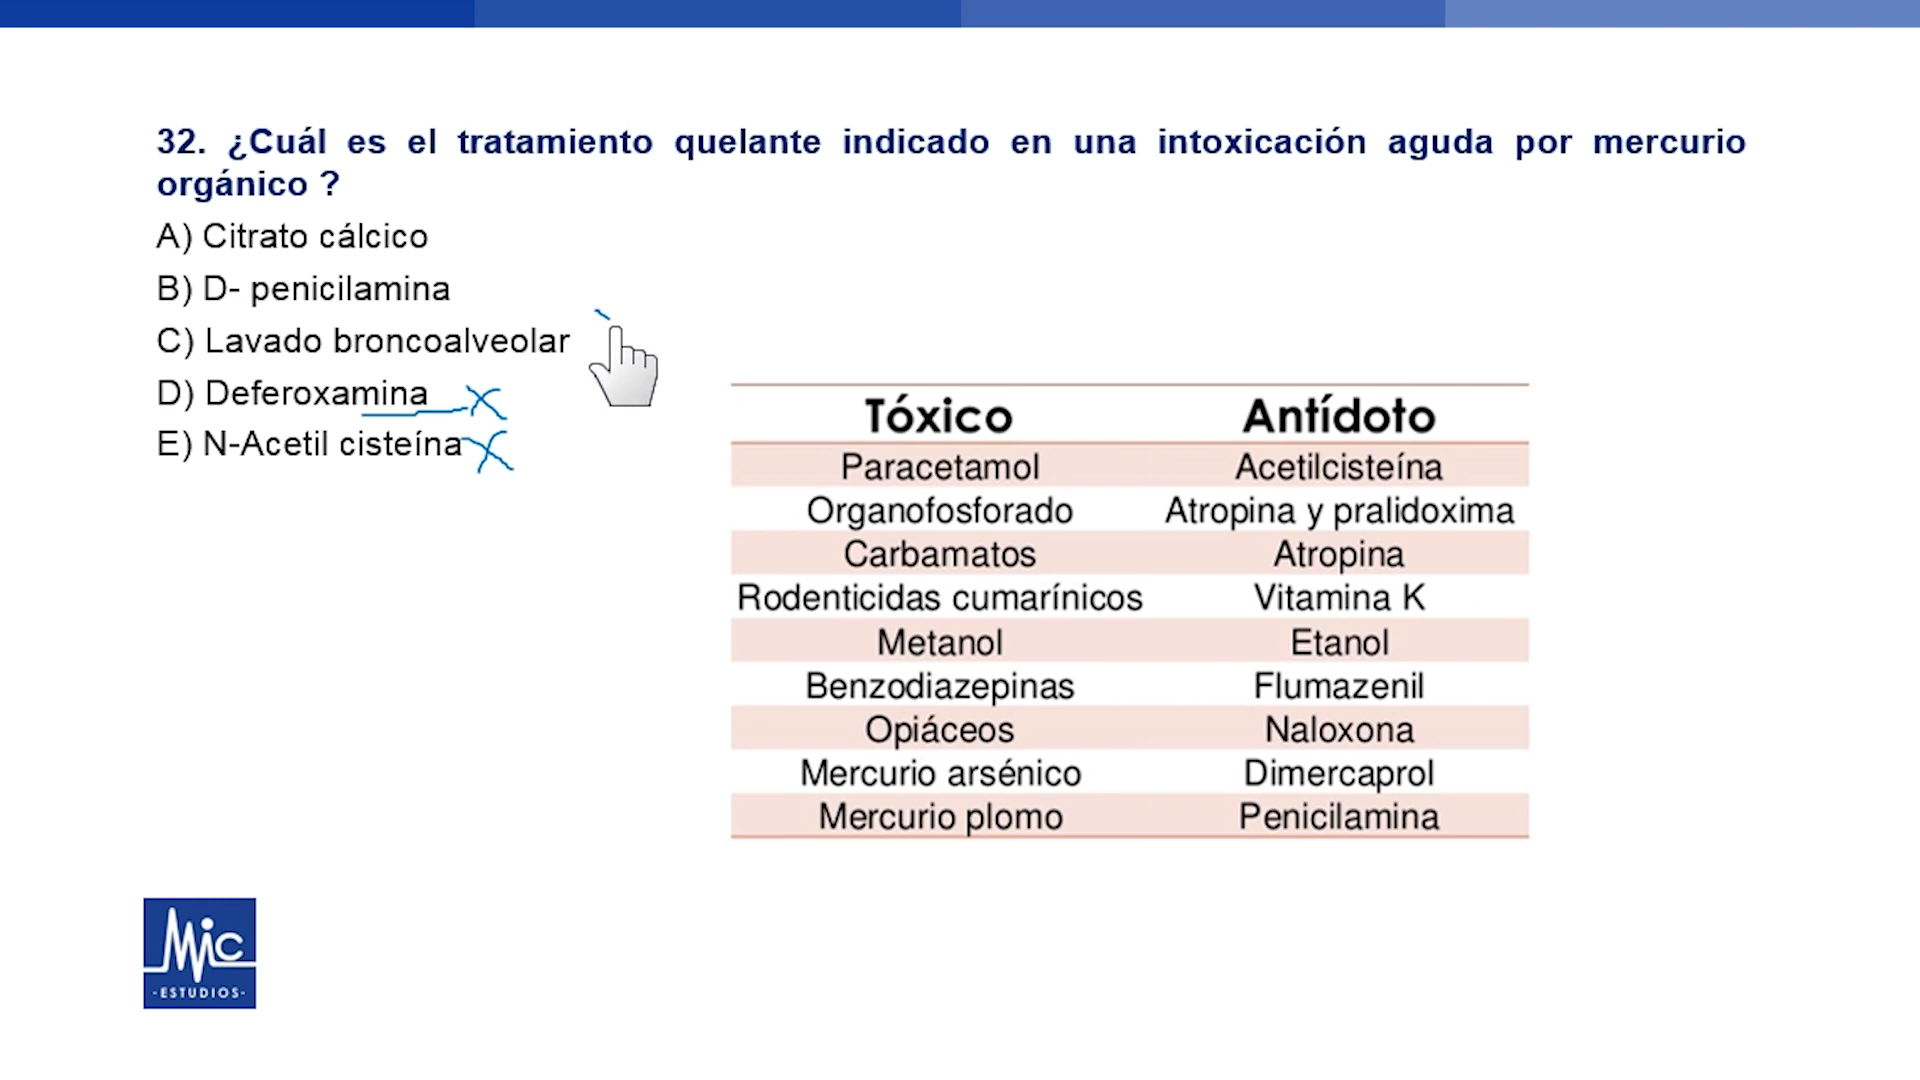 32. ¿Cuál es el tratamiento quelante indicado en una intoxicación aguda por mercurio
orgánico ?
A) Citrato cálcico
B) D- penicilamina
C) Lavado broncoalveolar
D) Deferoxamina
E) N-Acetil cisteína
Tóxico Antídoto
Paracetamol Acetilcisteína
Organofosforado Atropina y pralidoxima
Carbamatos Atropina
Rodenticidas cumarínicos Vitamina K
Metanol Etanol
Benzodiazepinas Flumazenil
Opiáceos Naloxona
Mercurio arsénico Dimercaprol
Mercurio plomo Penicilamina
Mic
-ESTUDIOS-